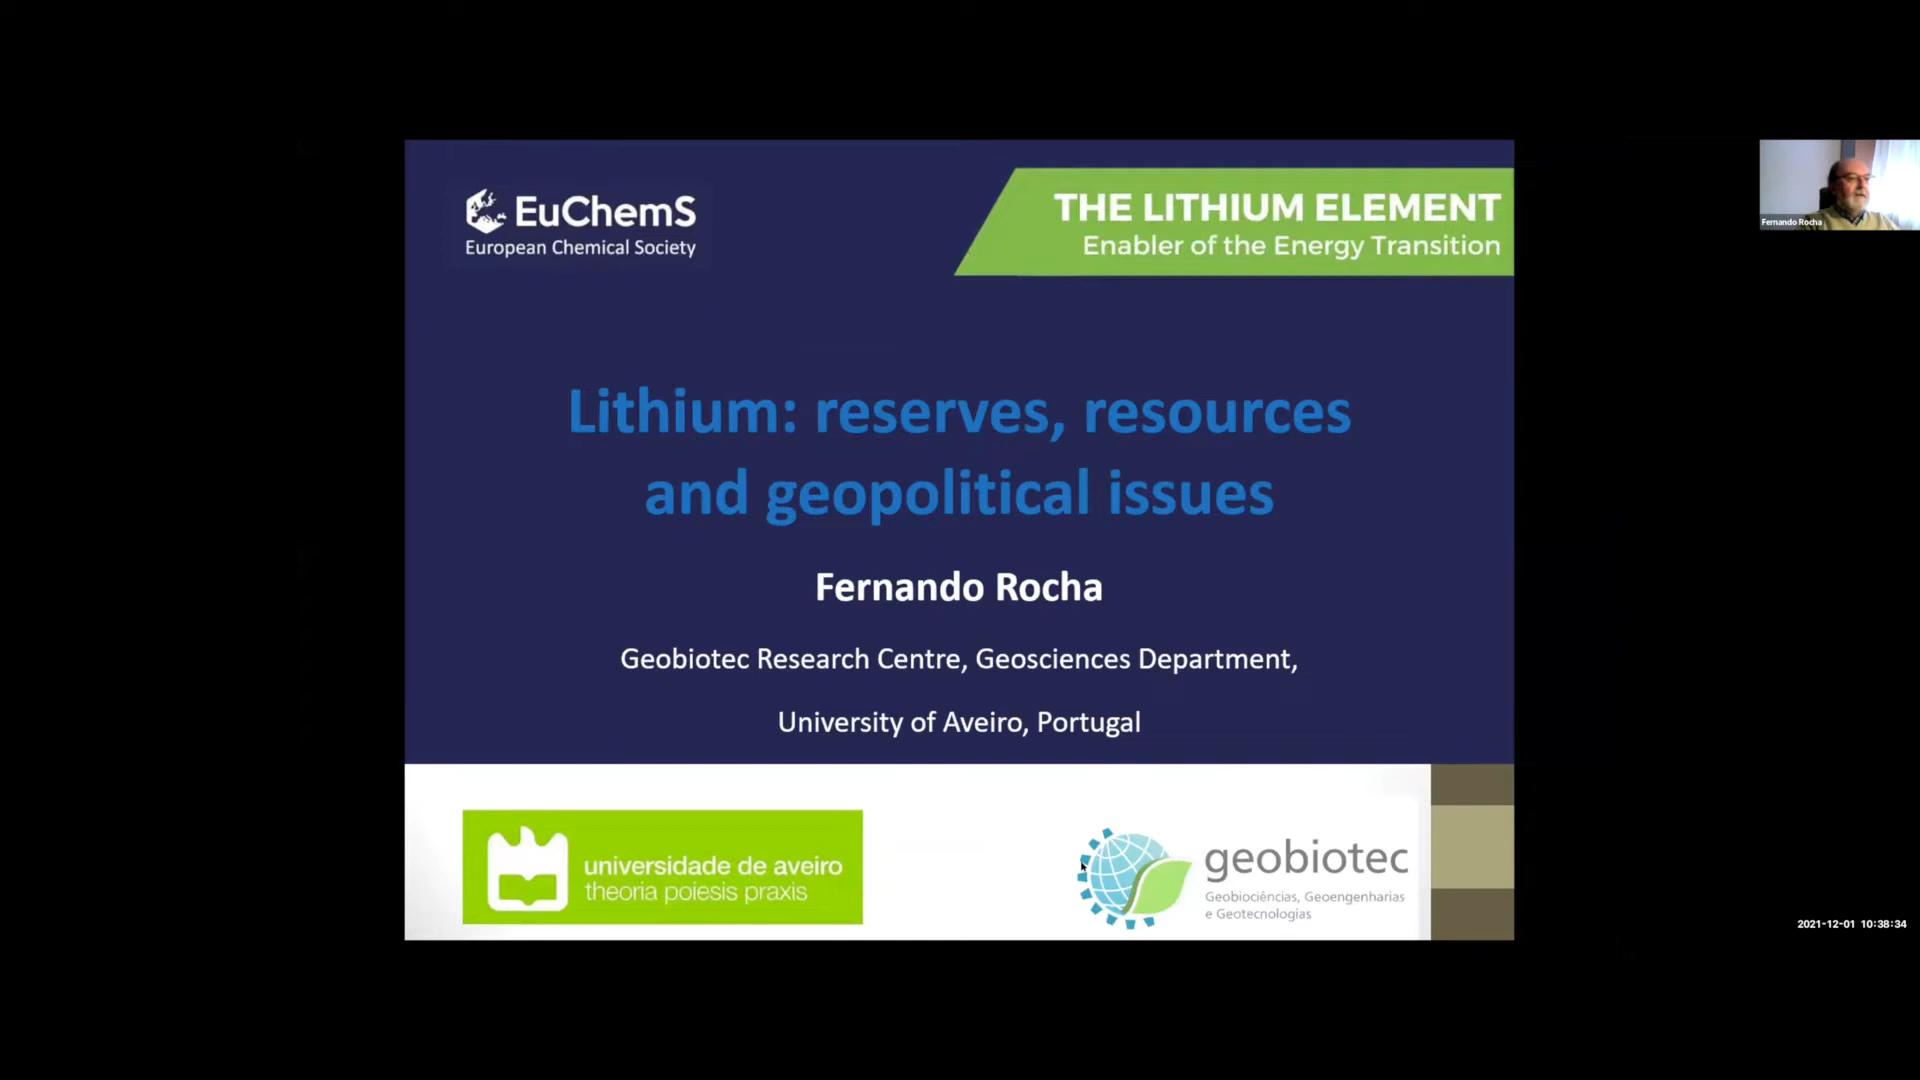 EuChemS
European Chemical Society
THE LITHIUM ELEMENT
Enabler of the Energy Transition
Fernando Rocha
Lithium: reserves, resources
and geopolitical issues
Fernando Rocha
Geobiotec Research Centre, Geosciences Department,
University of Aveiro, Portugal
universidade de aveiro
theoria poiesis praxis
geobiotec
Geobiociências, Geoengenharias
e Geotecnologias
2021-12-01 10:38:34